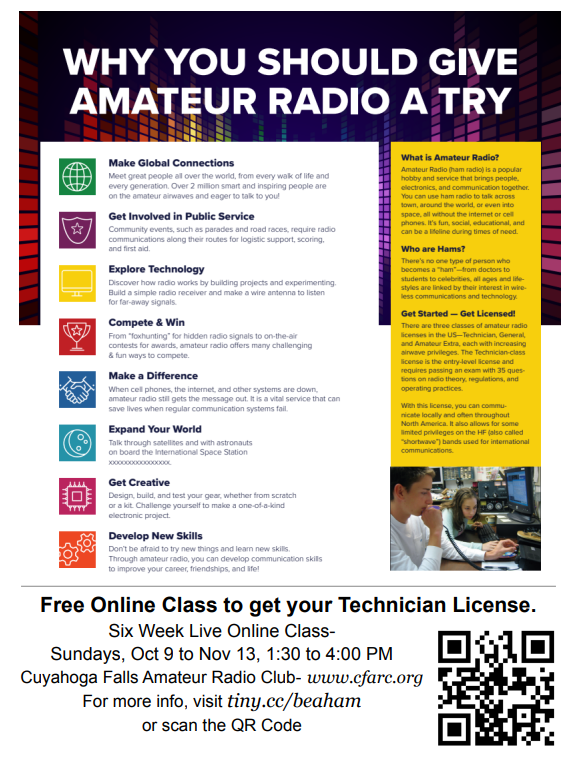 WHY YOU SHOULD GIVE
AMATEUR RADIO A TRY
Make Global Connections
Meet great people all over the world, from every walk of life and
every generation. Over 2 million smart and inspiring people are
on the amateur airwaves and eager to talk to you!
Get Involved in Public Service
Community events, such as parades and road races, require radio
communications along their routes for logistic support, scoring,
and first aid.
Explore Technology
Discover how radio works by building projects and experimenting.
Build a simple radio receiver and make a wire antenna to listen
for far-away signals.
Compete & Win
From “foxhunting” for hidden radio signals to on-the-air
contests for awards, amateur radio offers many challenging
& fun ways to compete.
Make a Difference
When cell phones, the internet, and other systems are down,
amateur radio still gets the message out. It is a vital service that can
save lives when regular communication systems fail.
Expand Your World
Talk through satellites and with astronauts
on board the International Space Station
xxxxxxxxxxxxxxxx.
Get Creative
Design, build, and test your gear, whether from scratch
or a kit. Challenge yourself to make a one-of-a-kind
electronic project.
Develop New Skills
Don’t be afraid to try new things and learn new skills.
Through amateur radio, you can develop communication skills
to improve your career, friendships, and life!
What is Amateur Radio?
Amateur Radio (ham radio) is a popular
hobby and service that brings people,
electronics, and communication together.
You can use ham radio to talk across
town, around the world, or even into
space, all without the internet or cell
phones. It’s fun, social, educational, and
can be a lifeline during times of need.
Who are Hams?
There’s no one type of person who
becomes a “ham”—from doctors to
students to celebrities, all ages and life-
styles are linked by their interest in wire-
less communications and technology.
Get Started — Get Licensed!
There are three classes of amateur radio
licenses in the US—Technician, General,
and Amateur Extra, each with increasing
airwave privileges. The Technician-class
license is the entry-level license and
requires passing an exam with 35 ques-
tions on radio theory, regulations, and
operating practices.
With this license, you can commu-
nicate locally and often throughout
North America. It also allows for some
limited privileges on the HF (also called
“shortwave”) bands used for international
communications.
Free Online Class to get your Technician License.
Six Week Live Online Class-
Sundays, Oct 9 to Nov 13, 1:30 to 4:00 PM
Cuyahoga Falls Amateur Radio Club- www.cfarc.org
For more info, visit tiny.cc/beaham
or scan the QR Code